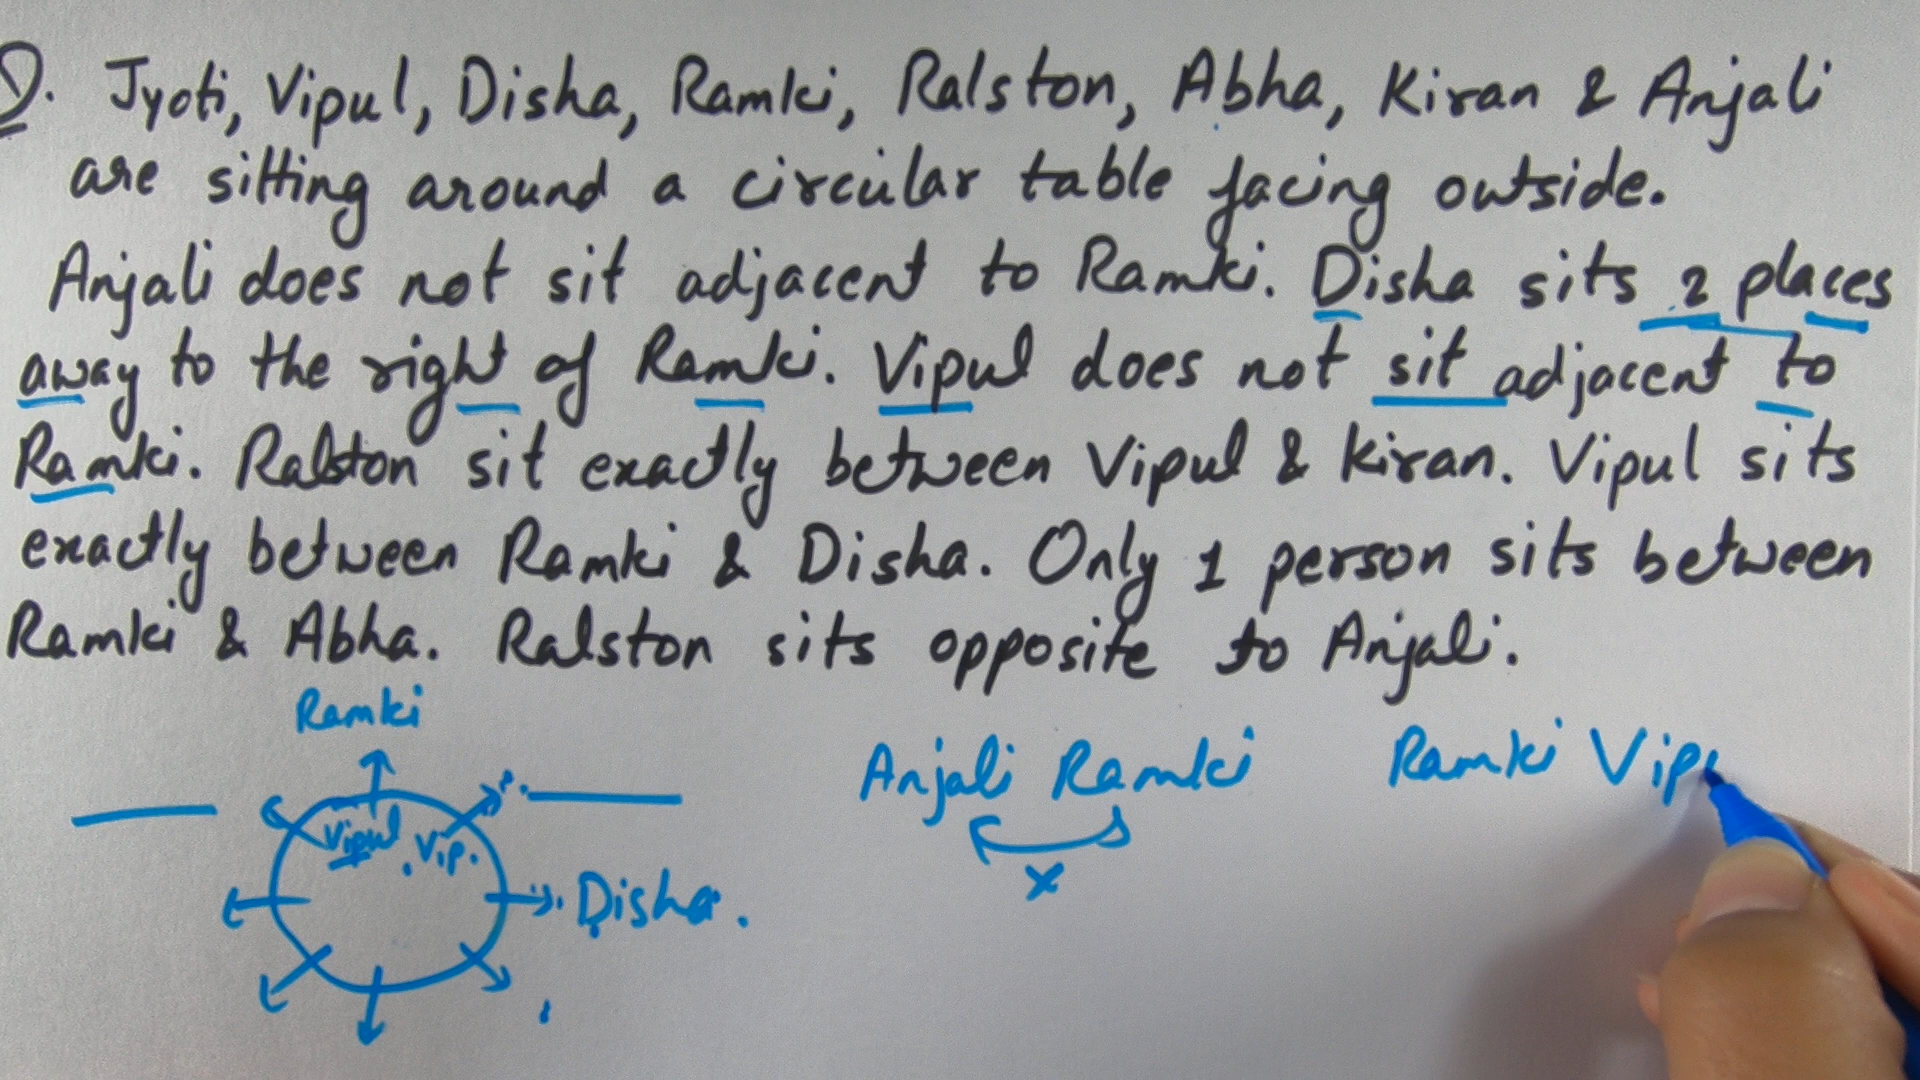 Q. Jyoti, Vipul, Disha, Ramki, Ralston, Abha, Kiran & Anjali
are sitting around a circular table facing outside.
Anjali does not sit adjacent to Ramki. Disha sits 2 places
away to the right of Ramki. Vipul does not sit adjacent to
Ramki. Ralston sit exactly between Vipul & Kiran. Vipul sits
exactly between Ramki & Disha. Only 1 person sits between
Ramki & Abha. Ralston sits opposite to Anjali.
Ramki
Anjali Ramki
x
Ramki Vipu
Vipul
Vip.
Disha.